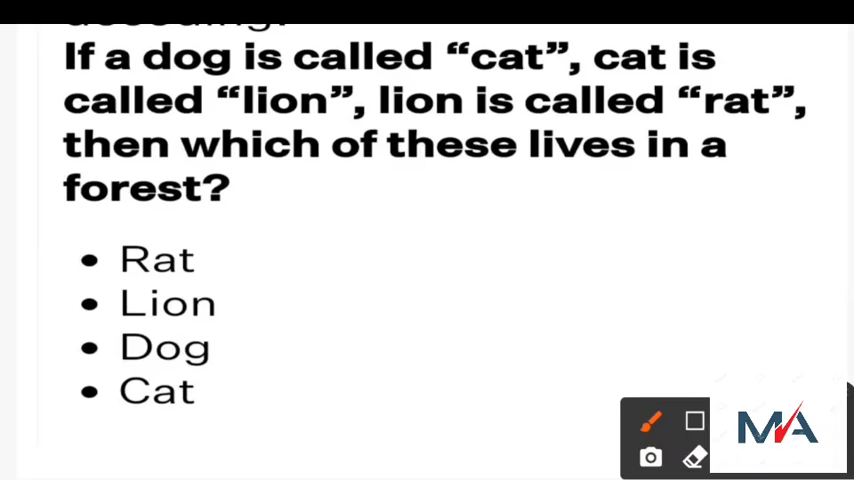 If a dog is called “cat”, cat is
called “lion”, lion is called “rat”,
then which of these lives in a
forest?
• Rat
• Lion
• Dog
• Cat
MA